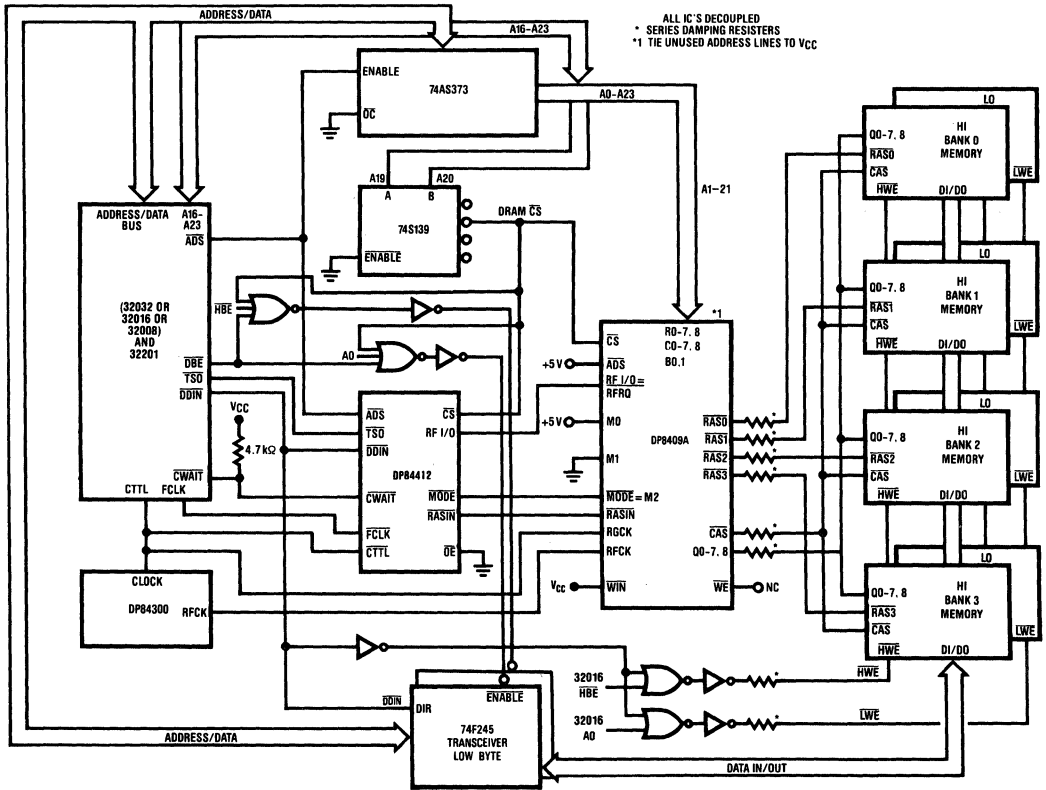 ADDRESS/DATA
A16-A23
ALL IC'S DECOUPLED
* SERIES DAMPING REGISTERS
*1 TIE UNUSED ADDRESS LINES TO VCC
ENABLE
74AS373
OC
A0-A23
A1-21
A19
A20
A
B
74S139
ENABLE
DRAM CS
ADDRESS/DATA
BUS
A16-
A23
ADS
(32032 OR
32016 OR
32008)
AND
32201
HBE
DBE
TSO
DDIN
VCC
4.7kΩ
CWAIT
CTTL
FCLK
A0
ADS
TSO
DDIN
CWAIT
FCLK
CTTL
DP84412
CS
RF I/O
MODE
RASIN
OE
CLOCK
DP84300
RFCK
*1
R0-7, 8
C0-7, 8
B0,1
CS
+5V
ADS
RF I/O=
RFRQ
+5V
M0
M1
DP8409A
MODE=M2
RASIN
RGCK
RFCK
VCC
WIN
RAS0
RAS1
RAS2
RAS3
CAS
Q0-7, 8
WE
NC
*
*
*
*
*
*
LO
HI
BANK 0
MEMORY
Q0-7, 8
RAS0
CAS
HWE
DI/DO
LWE
LO
HI
BANK 1
MEMORY
Q0-7, 8
RAS1
CAS
HWE
DI/DO
LWE
LO
HI
BANK 2
MEMORY
Q0-7, 8
RAS2
CAS
HWE
DI/DO
LWE
LO
HI
BANK 3
MEMORY
Q0-7, 8
RAS3
CAS
HWE
DI/DO
LWE
32016
HBE
*
HWE
32016
A0
*
LWE
DDIN
DIR
ENABLE
74F245
TRANSCEIVER
LOW BYTE
ADDRESS/DATA
DATA IN/OUT